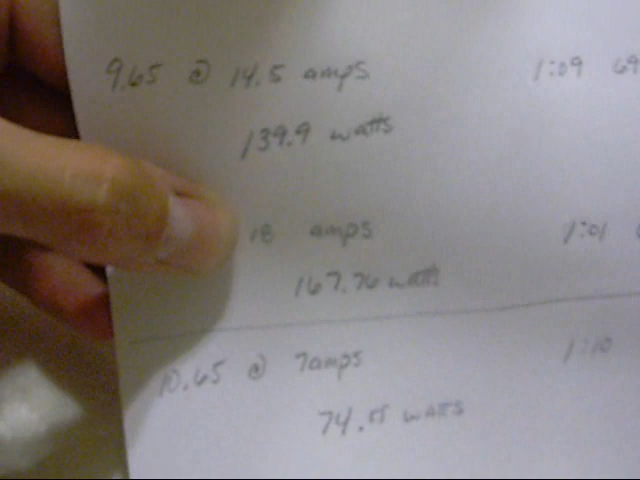 9.65 @ 14.5 amps 1:09 69
139.9 watts
18 amps 1:01
167.76 watts
10.65 @ 7amps 1:10
74.55 watts